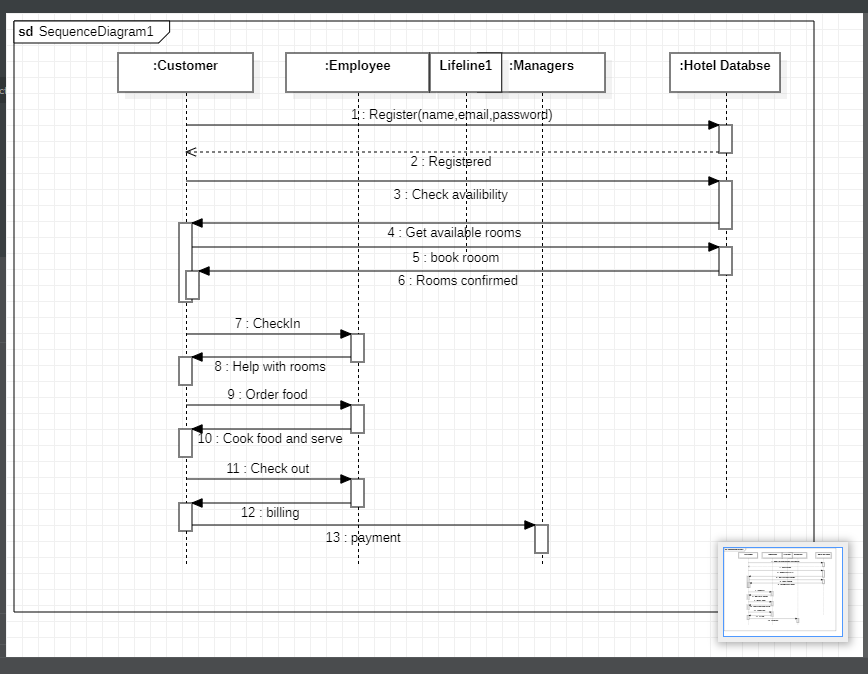 sd SequenceDiagram1
:Customer
:Employee
Lifeline1
:Managers
:Hotel Databse
1 : Register(name,email,password)
2 : Registered
3 : Check availibility
4 : Get available rooms
5 : book rooom
6 : Rooms confirmed
7 : CheckIn
8 : Help with rooms
9 : Order food
10 : Cook food and serve
11 : Check out
12 : billing
13 : payment